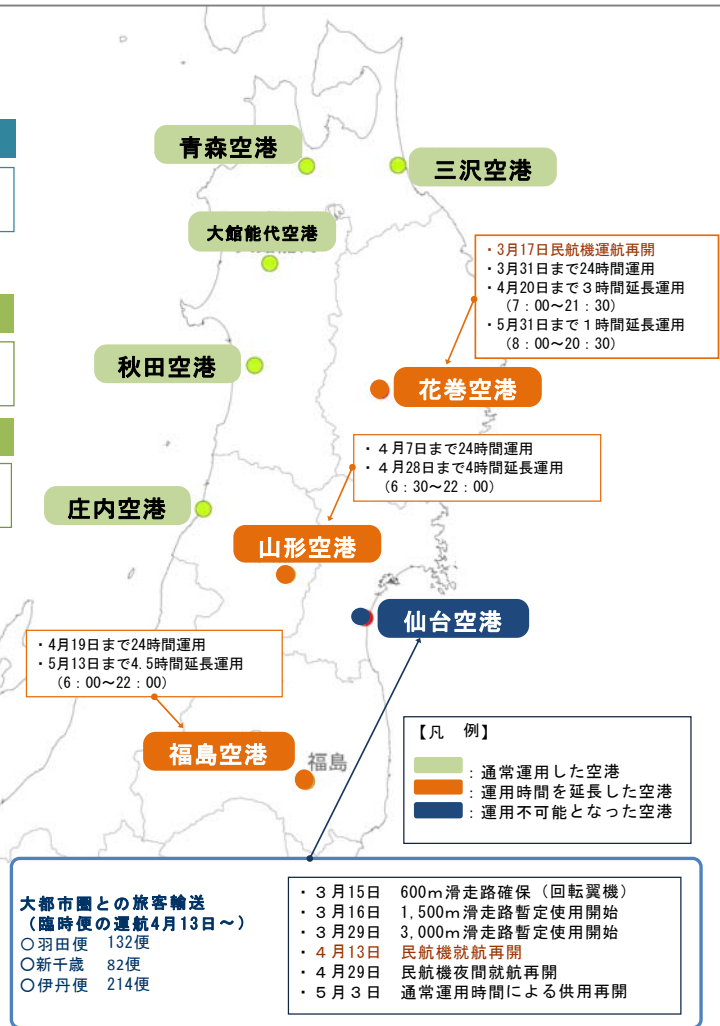 青森空港
三沢空港
大館能代空港
・3月17日民航機運航再開
・3月31日まで24時間運用
・4月20日まで３時間延長運用
（7：00～21：30）
・5月31日まで１時間延長運用
（8：00～20：30）
秋田空港
花巻空港
・４月7日まで24時間運用
・４月28日まで4時間延長運用
（6：30～22：00）
庄内空港
山形空港
仙台空港
・4月19日まで24時間運用
・5月13日まで4.5時間延長運用
（6：00～22：00）
福島空港
福島
【凡　例】
：通常運用した空港
：運用時間を延長した空港
：運用不可能となった空港
大都市圏との旅客輸送
（臨時便の運航4月13日～）
○羽田便　132便
○新千歳　82便
○伊丹便　214便
・３月15日　600ｍ滑走路確保（回転翼機）
・３月16日　1,500ｍ滑走路暫定使用開始
・３月29日　3,000ｍ滑走路暫定使用開始
・４月13日　民航機就航再開
・４月29日　民航機夜間就航再開
・５月３日　通常運用時間による供用再開